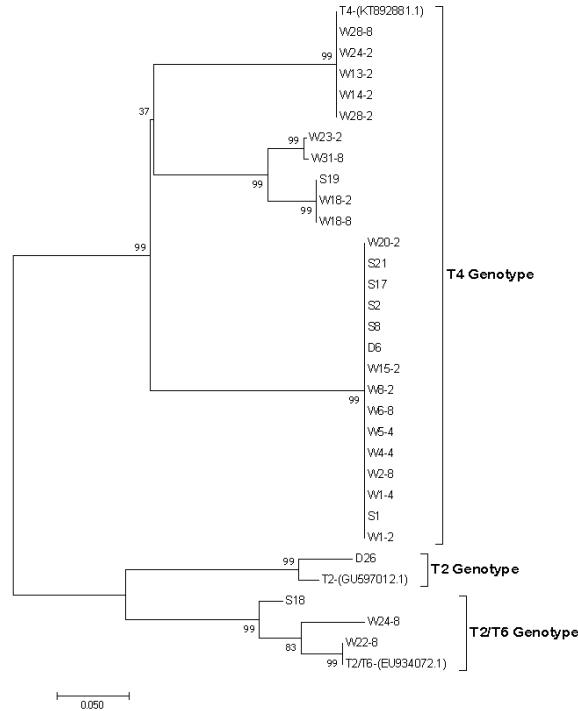 T4-(KT892881.1)
W28-8
W24-2
99
W13-2
W14-2
37
W28-2
99
W23-2
W31-8
99
S19
W18-2
99
W18-8
W20-2
99
S21
T4 Genotype
S17
S2
S8
D6
W15-2
W8-2
99
W6-8
W5-4
W4-4
W2-8
W1-4
S1
W1-2
D26
99
T2 Genotype
T2-(GU597012.1)
S18
99
W24-8
T2/T6 Genotype
83
W22-8
99
T2/T6-(EU934072.1)
0.050